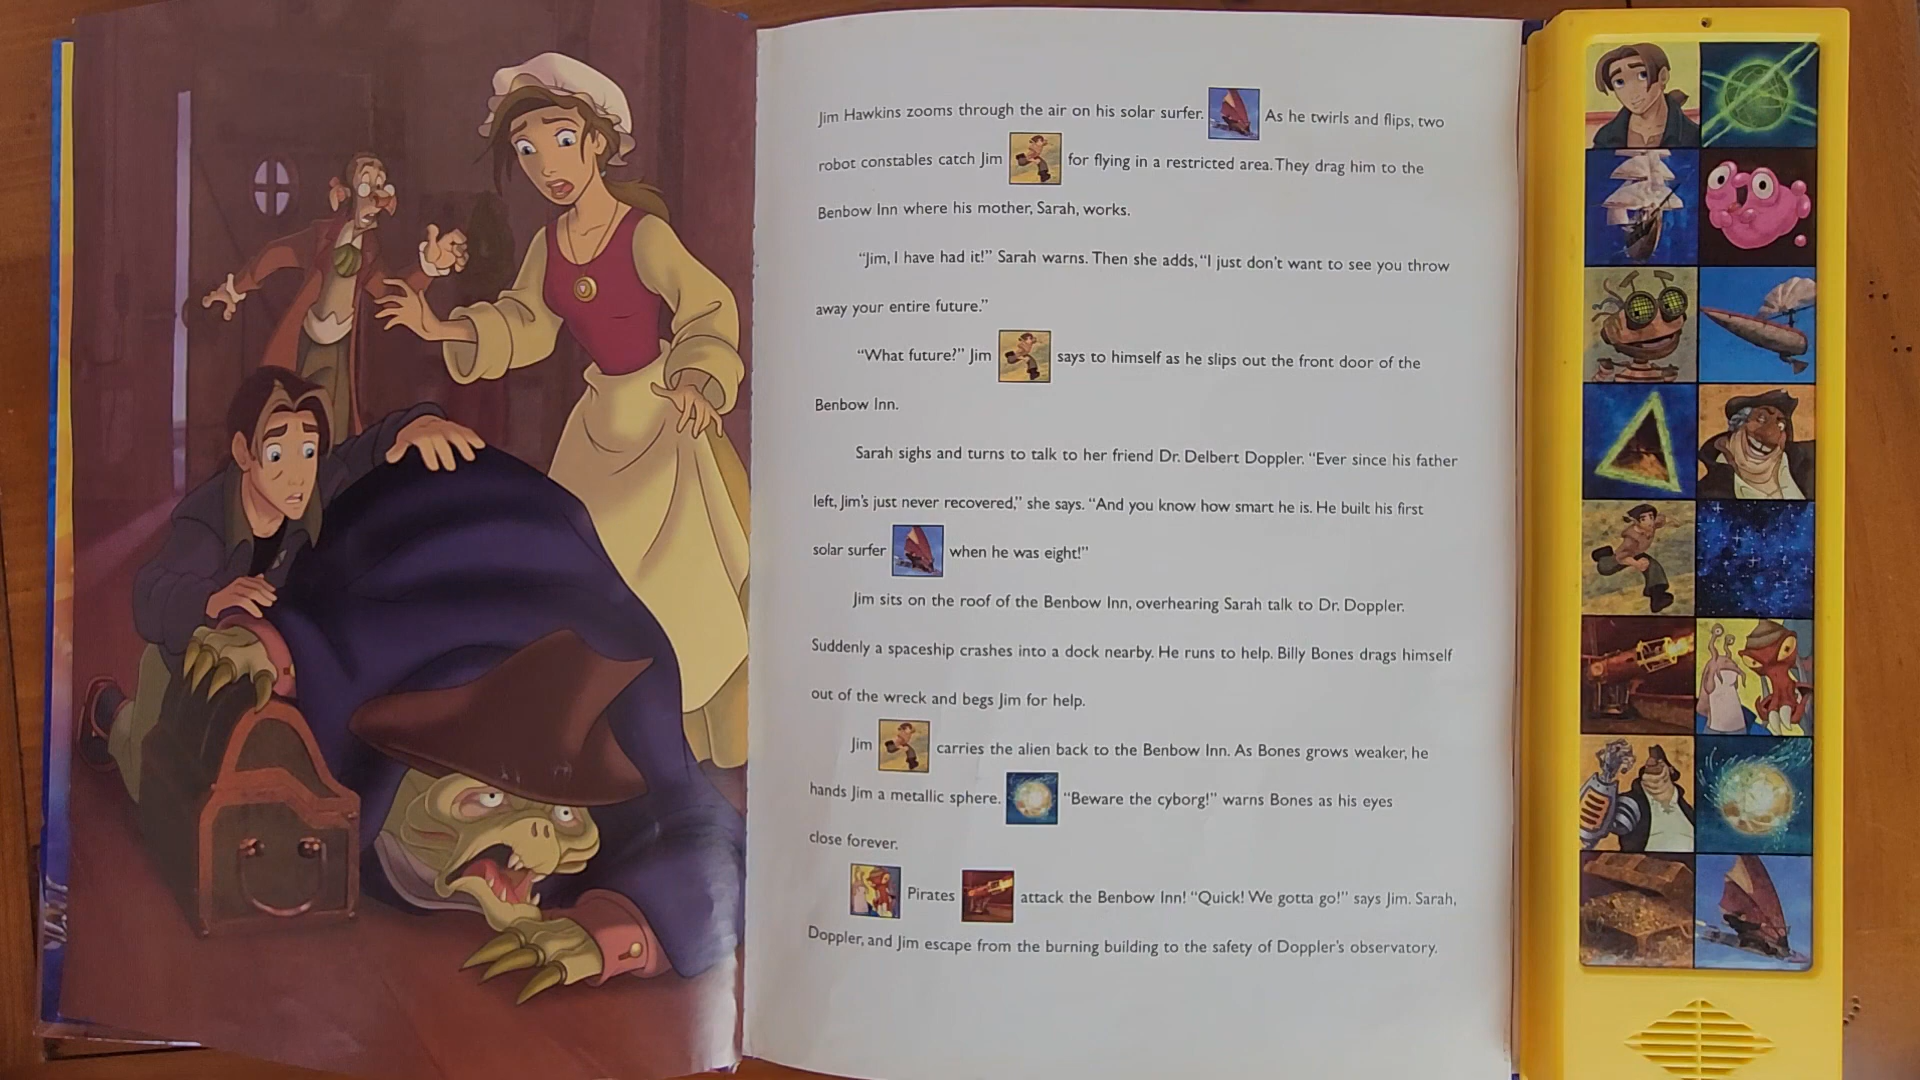 Jim Hawkins zooms through the air on his solar surfer. As he twirls and flips, two
robot constables catch Jim for flying in a restricted area. They drag him to the
Benbow Inn where his mother, Sarah, works.
“Jim, I have had it!” Sarah warns. Then she adds, “I just don’t want to see you throw
away your entire future.”
“What future?” Jim says to himself as he slips out the front door of the
Benbow Inn.
Sarah sighs and turns to talk to her friend Dr. Delbert Doppler. “Ever since his father
left, Jim’s just never recovered,” she says. “And you know how smart he is. He built his first
solar surfer when he was eight!”
Jim sits on the roof of the Benbow Inn, overhearing Sarah talk to Dr. Doppler.
Suddenly a spaceship crashes into a dock nearby. He runs to help. Billy Bones drags himself
out of the wreck and begs Jim for help.
Jim carries the alien back to the Benbow Inn. As Bones grows weaker, he
hands Jim a metallic sphere. “Beware the cyborg!” warns Bones as his eyes
close forever.
Pirates attack the Benbow Inn! “Quick! We gotta go!” says Jim. Sarah,
Doppler, and Jim escape from the burning building to the safety of Doppler’s observatory.